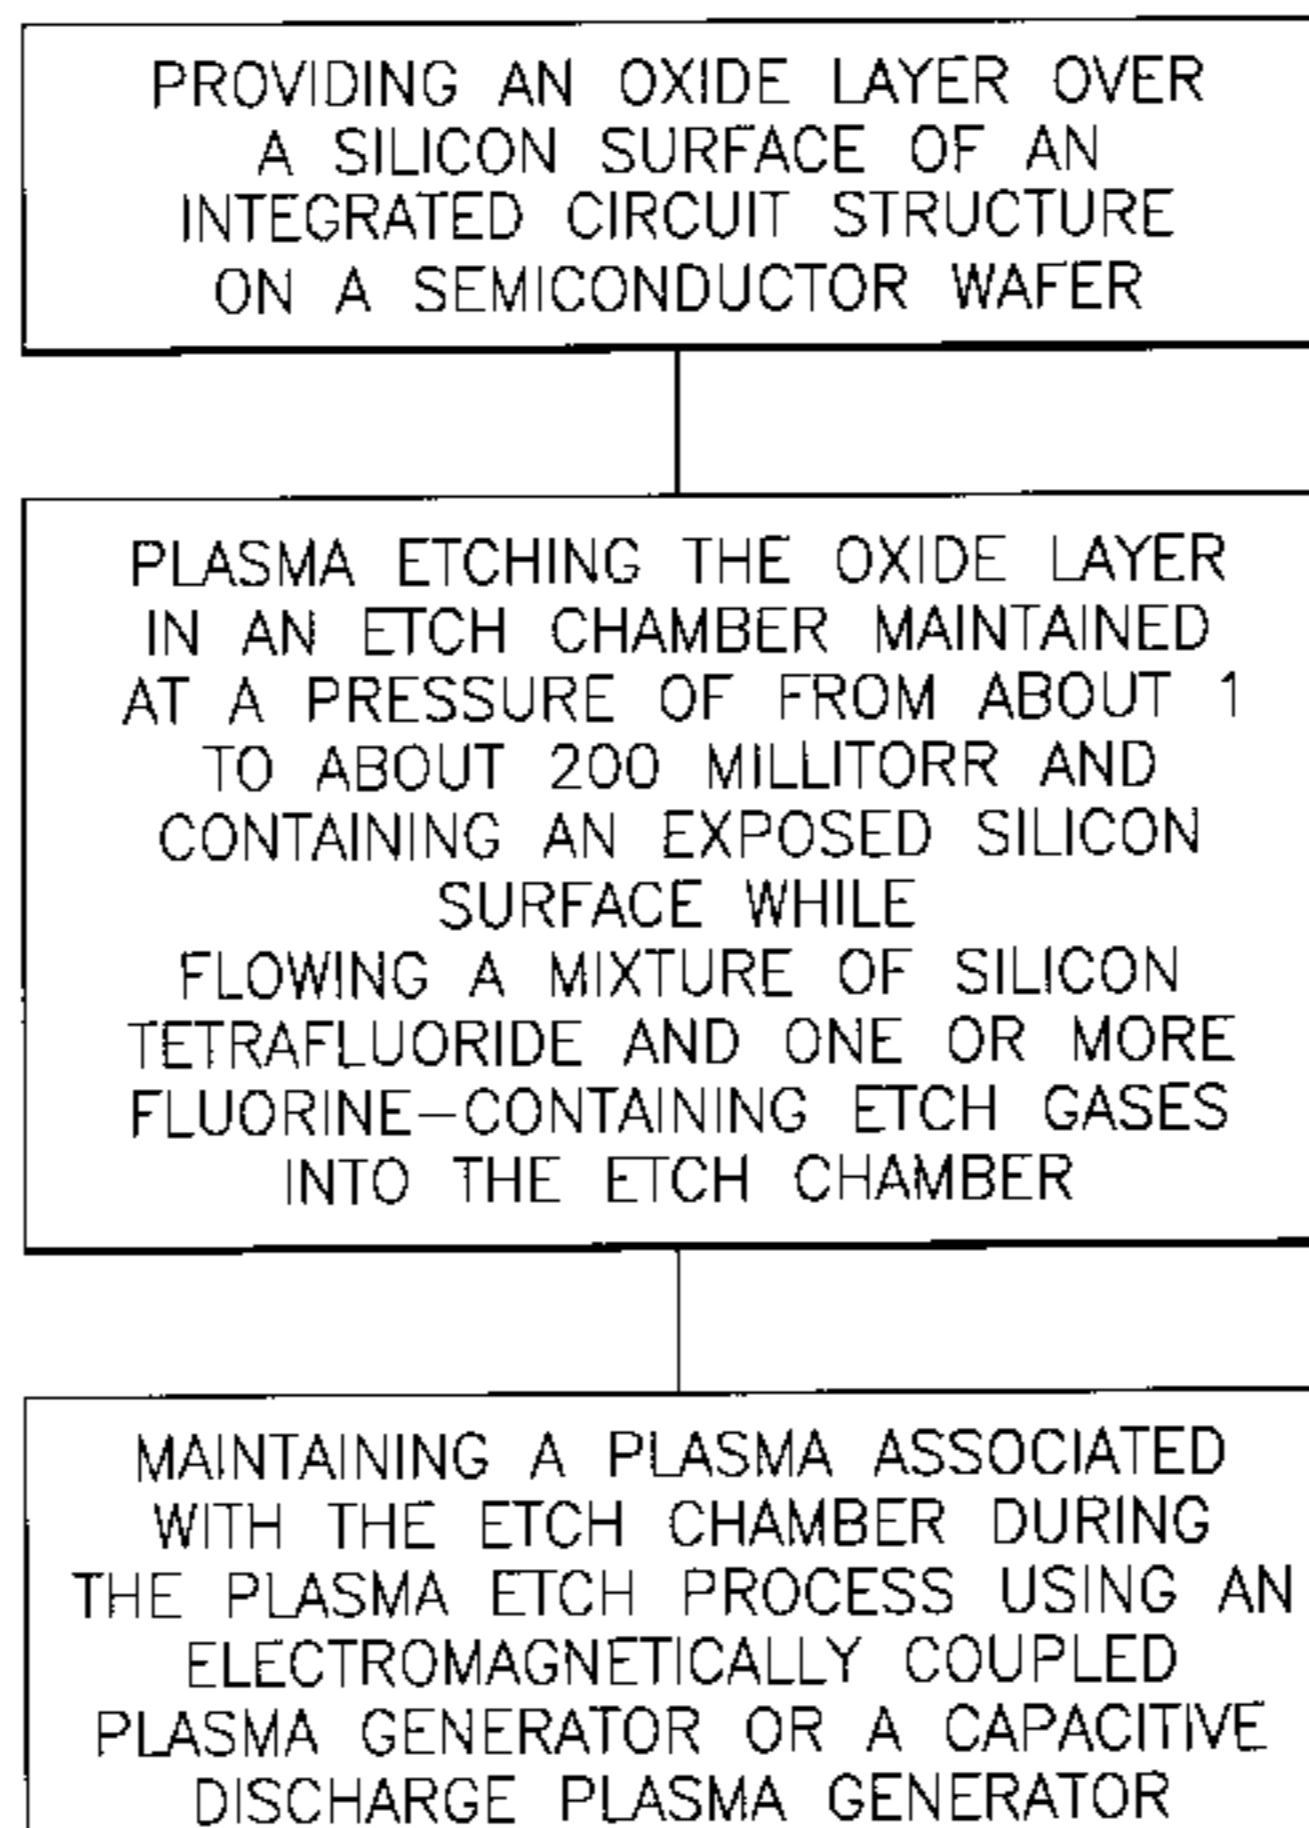 PROVIDING AN OXIDE LAYER OVER
A SILICON SURFACE OF AN
INTEGRATED CIRCUIT STRUCTURE
ON A SEMICONDUCTOR WAFER
PLASMA ETCHING THE OXIDE LAYER
IN AN ETCH CHAMBER MAINTAINED
AT A PRESSURE OF FROM ABOUT 1
TO ABOUT 200 MILLITORR AND
CONTAINING AN EXPOSED SILICON
SURFACE WHILE
FLOWING A MIXTURE OF SILICON
TETRAFLUORIDE AND ONE OR MORE
FLUORINE-CONTAINING ETCH GASES
INTO THE ETCH CHAMBER
MAINTAINING A PLASMA ASSOCIATED
WITH THE ETCH CHAMBER DURING
THE PLASMA ETCH PROCESS USING AN
ELECTROMAGNETICALLY COUPLED
PLASMA GENERATOR OR A CAPACITIVE
DISCHARGE PLASMA GENERATOR